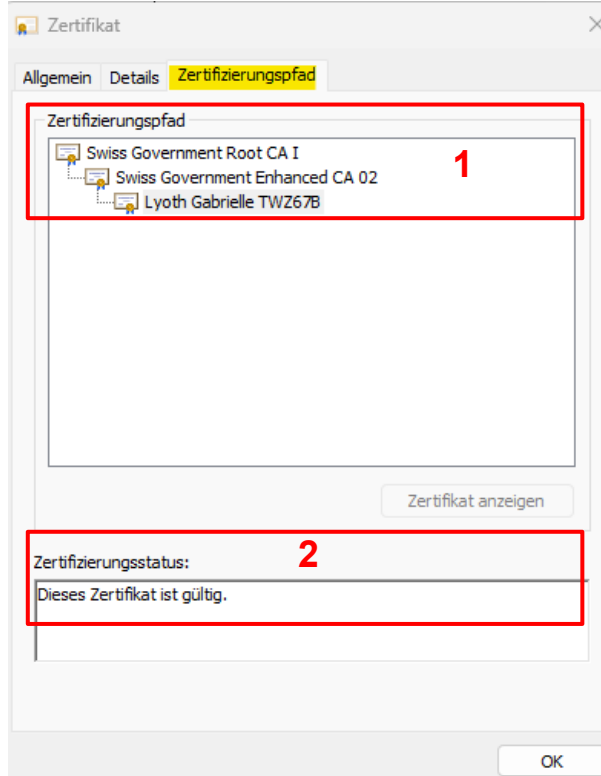 Zertifikat
Allgemein Details Zertifizierungspfad
Zertifizierungspfad
Swiss Government Root CA I
1
Swiss Government Enhanced CA 02
Lyoth Gabrielle TWZ67B
Zertifikat anzeigen
2
Zertifizierungsstatus:
Dieses Zertifikat ist gültig.
OK